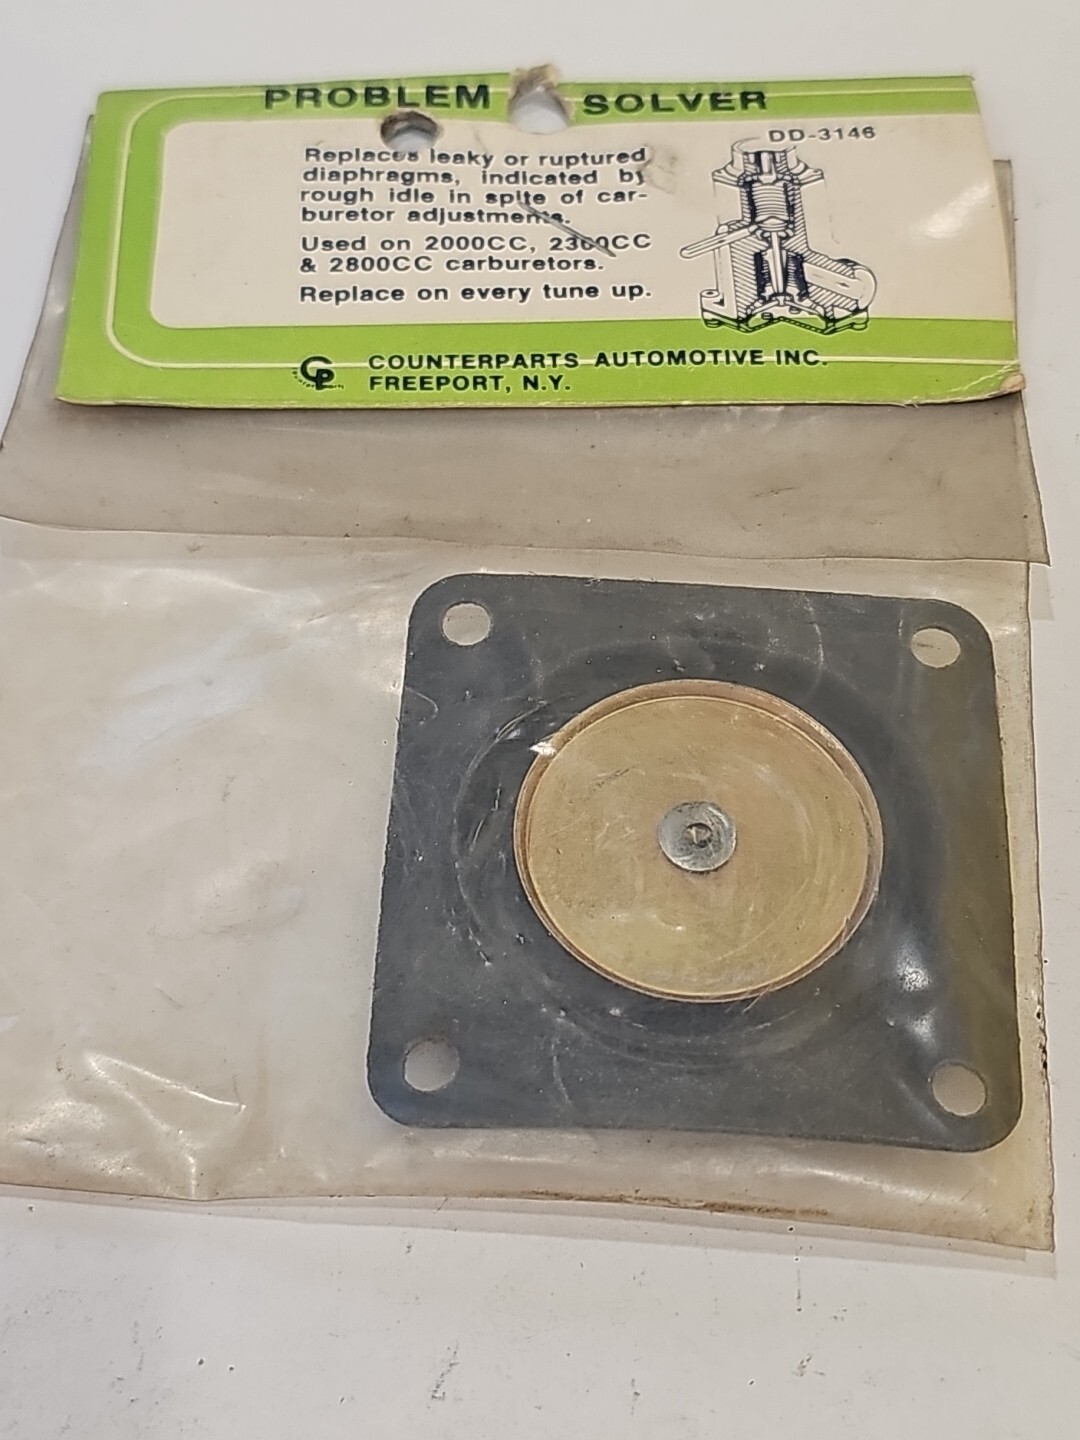 PROBLEM SOLVER
DD-3146
Replaces leaky or ruptured
diaphragms, indicated by
rough idle in spite of car-
buretor adjustments.
Used on 2000CC, 2300CC
& 2800CC carburetors.
Replace on every tune up.
CP COUNTERPARTS AUTOMOTIVE INC.
FREEPORT, N.Y.